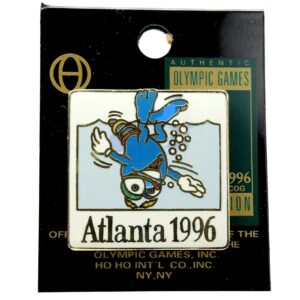 AUTHENTIC
OLYMPIC GAMES
1996
COG
ION
Atlanta 1996
OF THE
THE
OLYMPIC GAMES, INC.
HO HO INT'L CO., INC.
NY, NY